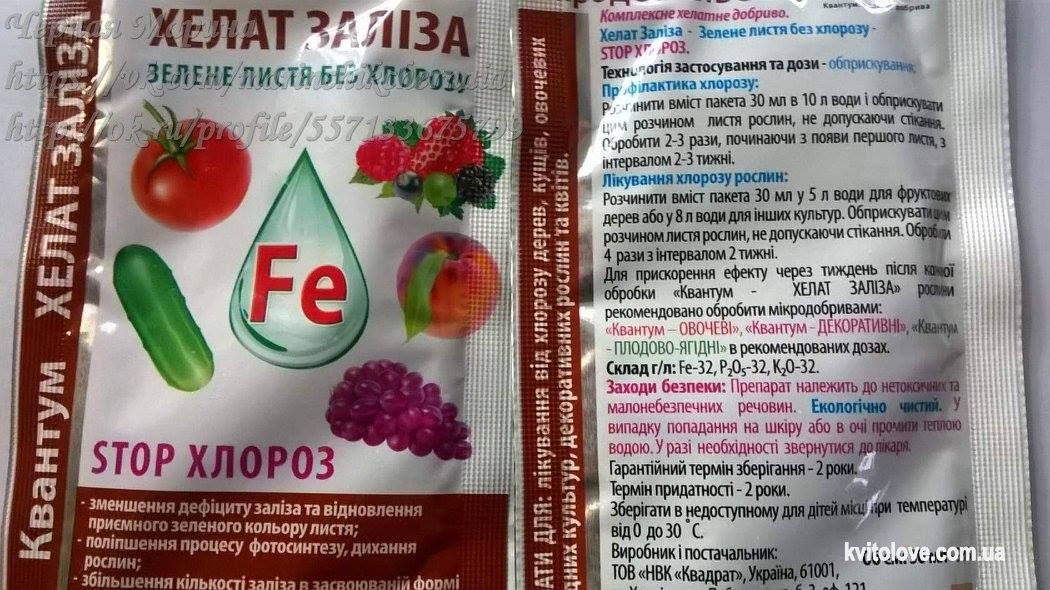 Черная Марина
ХЕЛАТ ЗАЛІЗА
ЗЕЛЕНЕ ЛИСТЯ БЕЗ ХЛОРОЗУ
Квантум . ХЕЛАТ ЗАЛІЗА
Fe
STOP ХЛОРОЗ
- зменшення дефіциту заліза та відновлення
приємного зеленого кольору листя;
- поліпшення процесу фотосинтезу, дихання
рослин;
- збільшення кількості заліза в засвоюваній формі
лікування від хлорозу дерев, кущів, овочевих
культур, декоративних рослин та квітів.
Квантум добрива
Комплексне хелатне добриво.
Хелат Заліза - Зелене листя без хлорозу -
STOP ХЛОРОЗ.
Технологія застосування та дози - обприскування.
Профілактика хлорозу:
Розчинити вміст пакета 30 мл в 10 л води і обприскувати
цим розчином листя рослин, не допускаючи стікання.
Обробити 2-3 рази, починаючи з появи першого листя, з
інтервалом 2-3 тижні.
Лікування хлорозу рослин:
Розчинити вміст пакета 30 мл у 5 л води для фруктових
дерев або у 8 л води для інших культур. Обприскувати цим
розчином листя рослин, не допускаючи стікання. Обробити
4 рази з інтервалом 2 тижні.
Для прискорення ефекту через тиждень після кожної
обробки «Квантум - ХЕЛАТ ЗАЛІЗА» рослини
рекомендовано обробити мікродобривами:
«Квантум – ОВОЧЕВІ», «Квантум - ДЕКОРАТИВНІ», «Квантум
- ПЛОДОВО-ЯГІДНІ» в рекомендованих дозах.
Склад г/л: Fe-32, P₂O₅-32, K₂O-32.
Заходи безпеки: Препарат належить до нетоксичних та
малонебезпечних речовин. Екологічно чистий. У
випадку попадання на шкіру або в очі промити теплою
водою. У разі необхідності звернутися до лікаря.
Гарантійний термін зберігання - 2 роки.
Термін придатності - 2 роки.
Зберігати в недоступному для дітей місці при температурі
від 0 до 30 °С.
Виробник і постачальник:
ТОВ «НВК «Квадрат», Україна, 61001,
kvitolove.com.ua